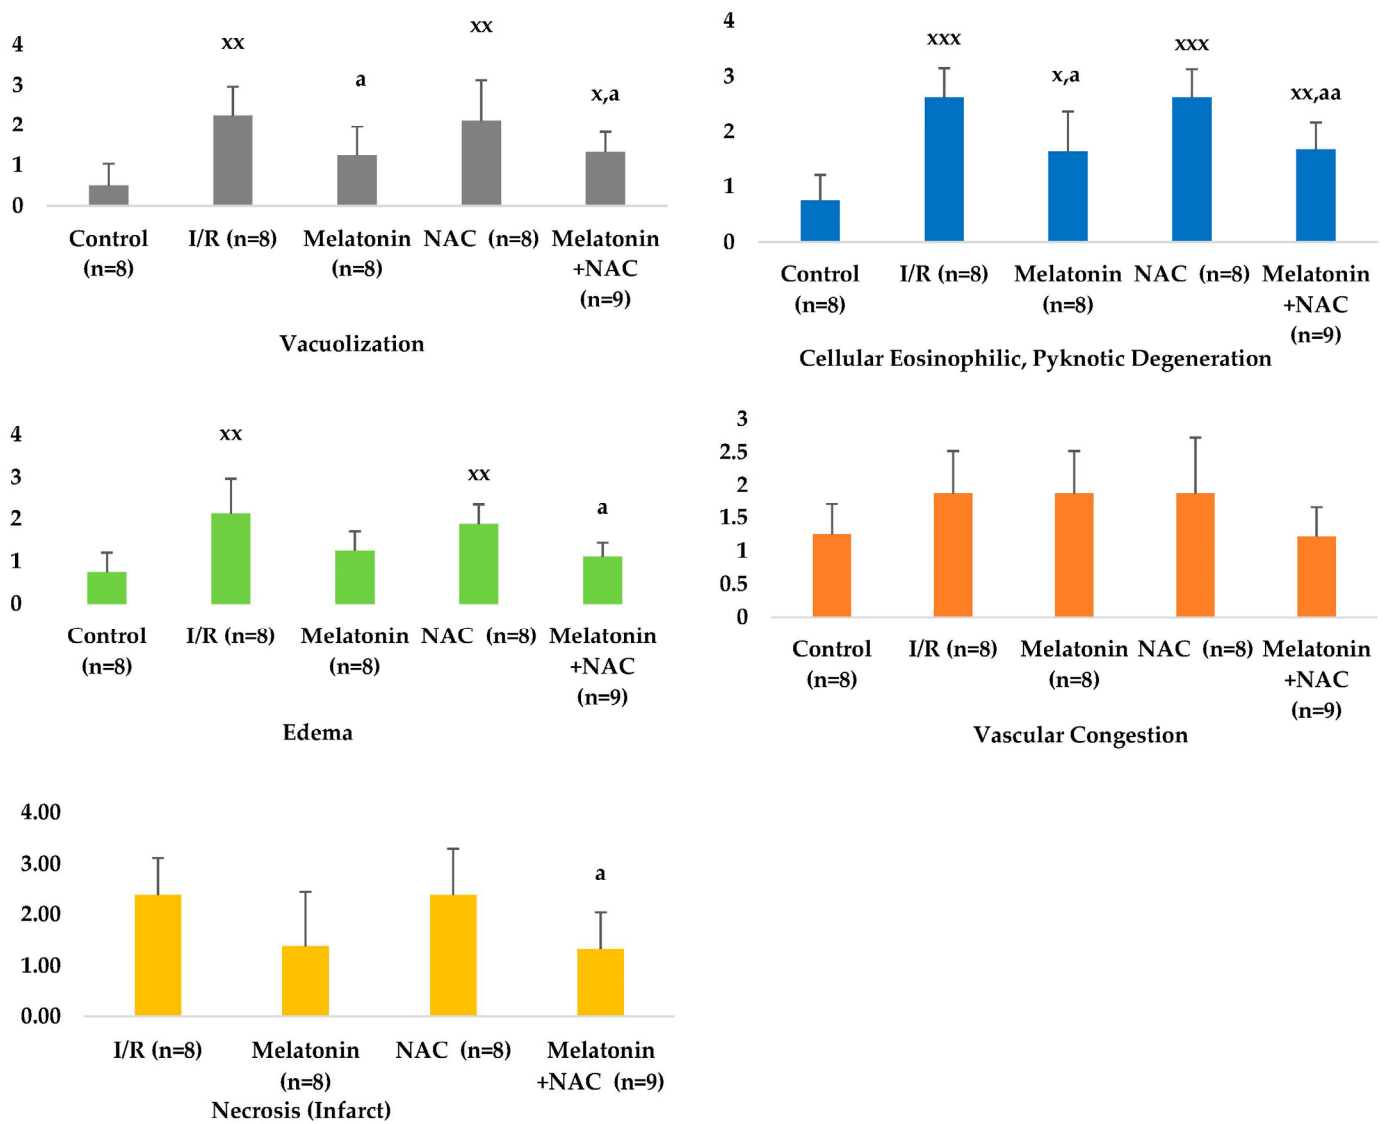 4
3
2
1
0
xx
a
xx
x,a
Control
(n=8)
I/R (n=8)
Melatonin
(n=8)
NAC (n=8)
Melatonin
+NAC
(n=9)
Vacuolization
4
3
2
1
0
xxx
x,a
xxx
xx,aa
Control
(n=8)
I/R (n=8)
Melatonin
(n=8)
NAC (n=8)
Melatonin
+NAC
(n=9)
Cellular Eosinophilic, Pyknotic Degeneration
4
3
2
1
0
xx
xx
a
Control
(n=8)
I/R (n=8)
Melatonin
(n=8)
NAC (n=8)
Melatonin
+NAC
(n=9)
Edema
3
2.5
2
1.5
1
0.5
0
Control
(n=8)
I/R (n=8)
Melatonin
(n=8)
NAC (n=8)
Melatonin
+NAC
(n=9)
Vascular Congestion
4.00
3.00
2.00
1.00
0.00
a
I/R (n=8)
Melatonin
(n=8)
NAC (n=8)
Melatonin
+NAC (n=9)
Necrosis (Infarct)